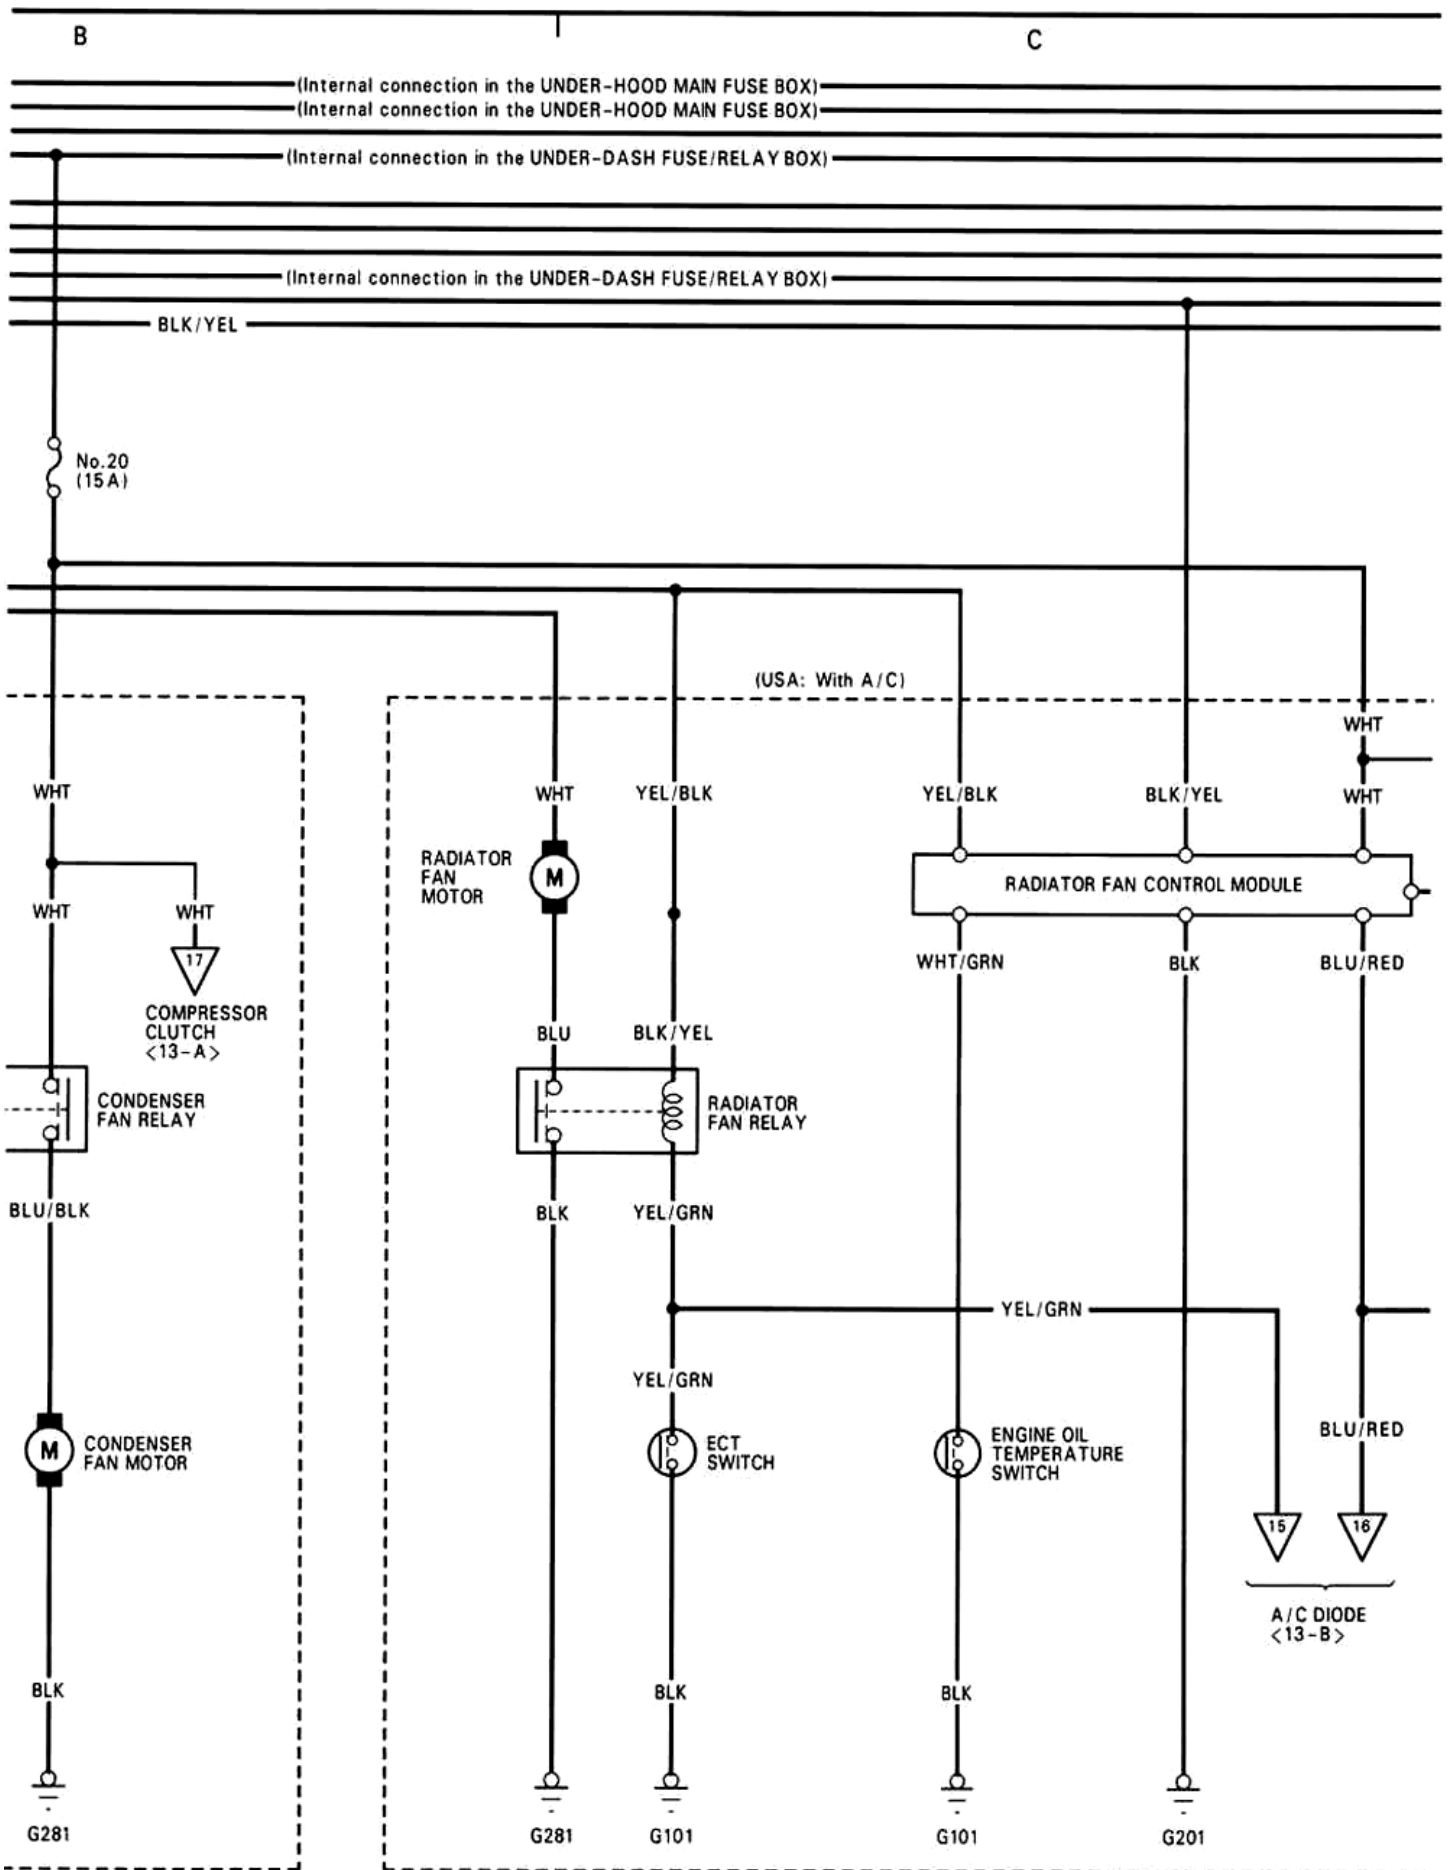 B
C
(Internal connection in the UNDER-HOOD MAIN FUSE BOX)
(Internal connection in the UNDER-HOOD MAIN FUSE BOX)
(Internal connection in the UNDER-DASH FUSE/RELAY BOX)
(Internal connection in the UNDER-DASH FUSE/RELAY BOX)
BLK/YEL
No.20
(15A)
(USA: With A/C)
WHT
WHT
WHT
YEL/BLK
YEL/BLK
BLK/YEL
WHT
RADIATOR
FAN
MOTOR
M
RADIATOR FAN CONTROL MODULE
WHT
WHT
17
COMPRESSOR
CLUTCH
<13-A>
WHT/GRN
BLK
BLU/RED
BLU
BLK/YEL
CONDENSER
FAN RELAY
RADIATOR
FAN RELAY
BLU/BLK
BLK
YEL/GRN
YEL/GRN
YEL/GRN
M
CONDENSER
FAN MOTOR
ECT
SWITCH
ENGINE OIL
TEMPERATURE
SWITCH
BLU/RED
15
16
A/C DIODE
<13-B>
BLK
BLK
BLK
G281
G281
G101
G101
G201